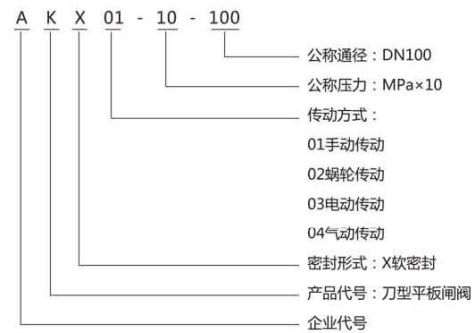 A K X 01 - 10 - 100
公称通径：DN100
公称压力：MPa×10
传动方式：
01手动传动
02蜗轮传动
03电动传动
04气动传动
密封形式：X软密封
产品代号：刀型平板闸阀
企业代号